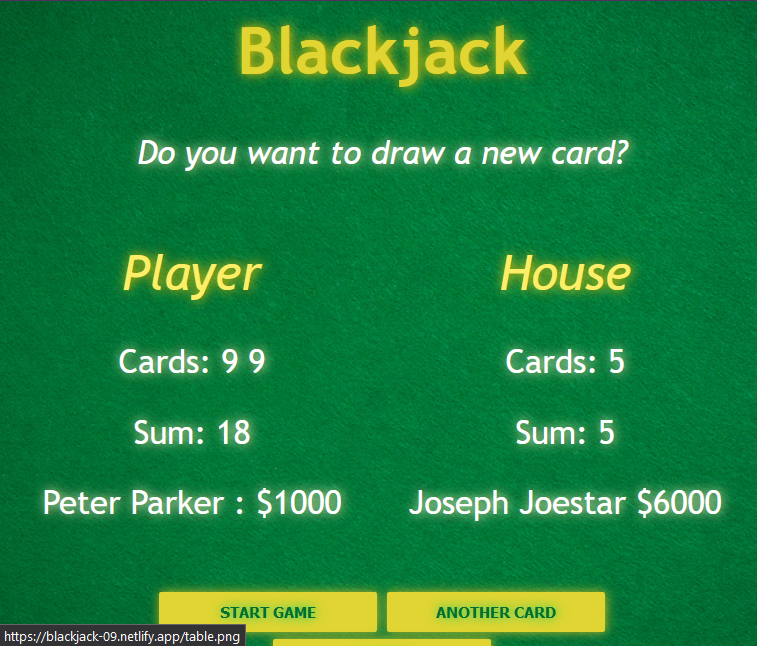 Blackjack
Do you want to draw a new card?
Player
House
Cards: 9 9
Cards: 5
Sum: 18
Sum: 5
Peter Parker : $1000
Joseph Joestar $6000
START GAME
ANOTHER CARD
https://blackjack-09.netlify.app/table.png